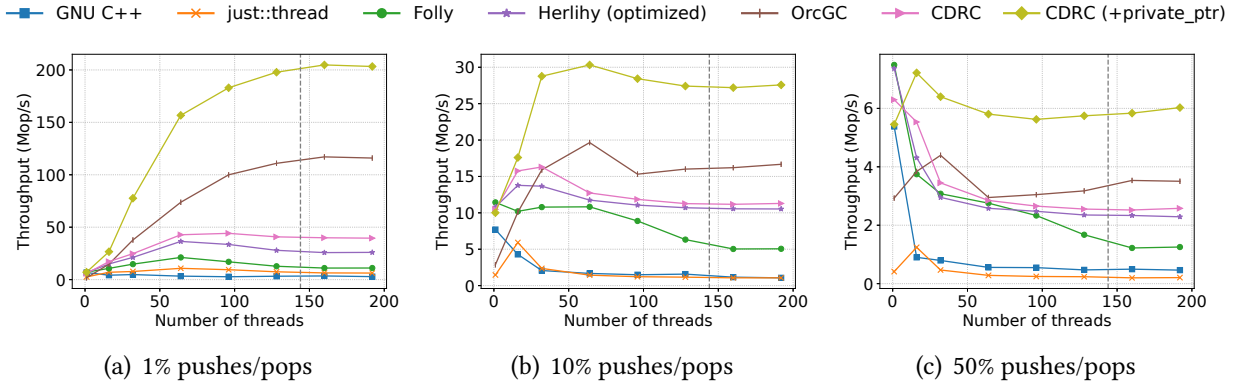 GNU C++ just::thread Folly Herlihy (optimized) OrcGC CDRC CDRC (+private_ptr)
Throughput (Mop/s)
200
150
100
50
0
0 50 100 150 200
Number of threads
(a) 1% pushes/pops
Throughput (Mop/s)
30
25
20
15
10
5
0
0 50 100 150 200
Number of threads
(b) 10% pushes/pops
Throughput (Mop/s)
6
4
2
0
0 50 100 150 200
Number of threads
(c) 50% pushes/pops